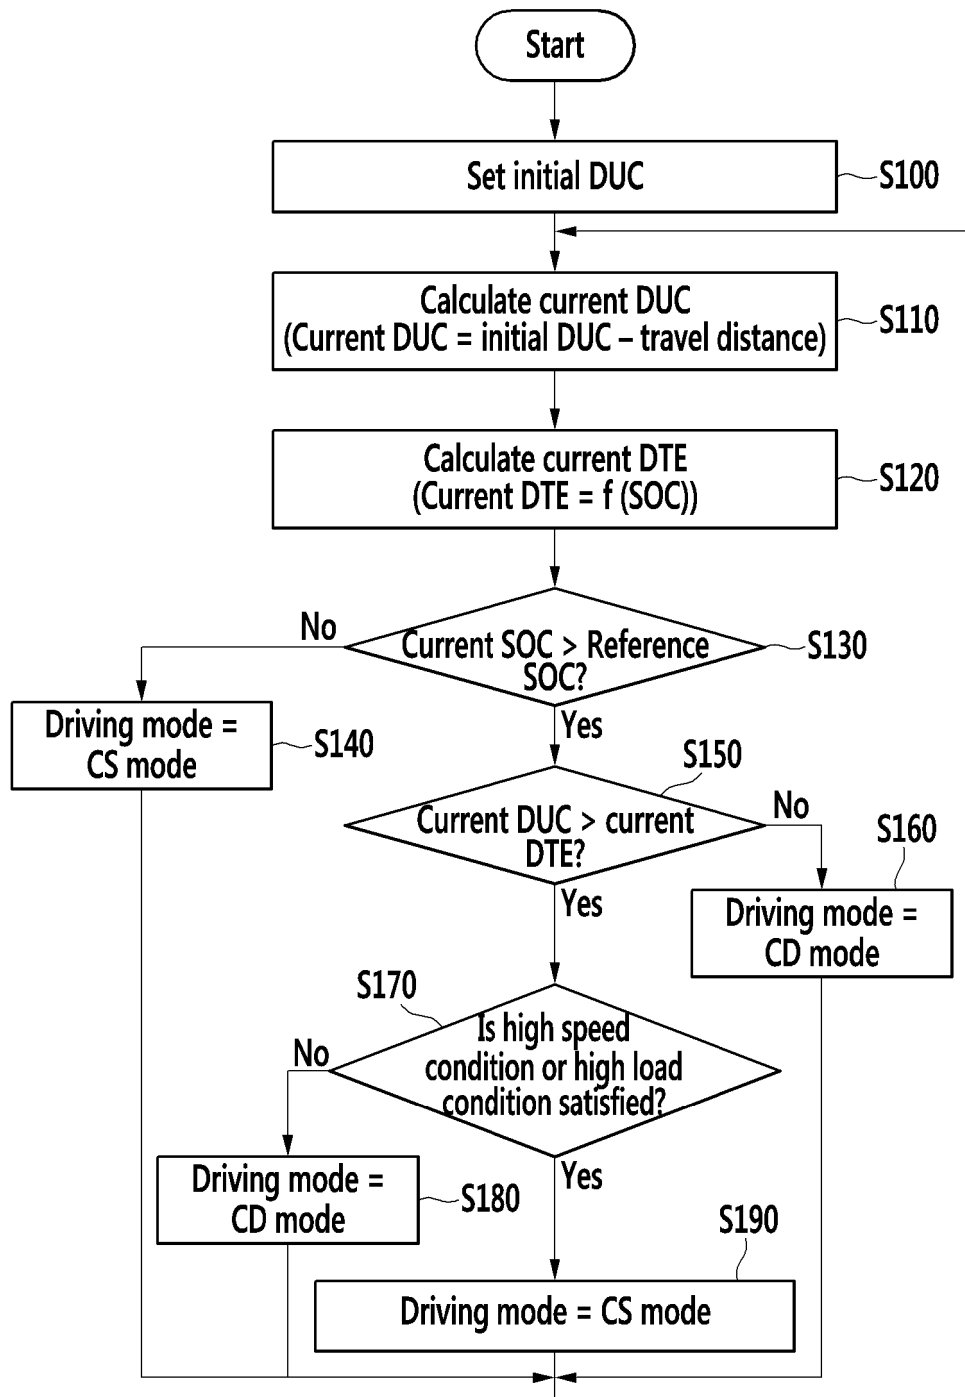 Start
Set initial DUC
S100
Calculate current DUC
(Current DUC = initial DUC – travel distance)
S110
Calculate current DTE
(Current DTE = f (SOC))
S120
No
Current SOC > Reference
SOC?
S130
Yes
Driving mode =
CS mode
S140
S150
Current DUC > current
DTE?
No
S160
Yes
Driving mode =
CD mode
S170
Is high speed
condition or high load
condition satisfied?
No
Yes
Driving mode =
CD mode
S180
S190
Driving mode = CS mode